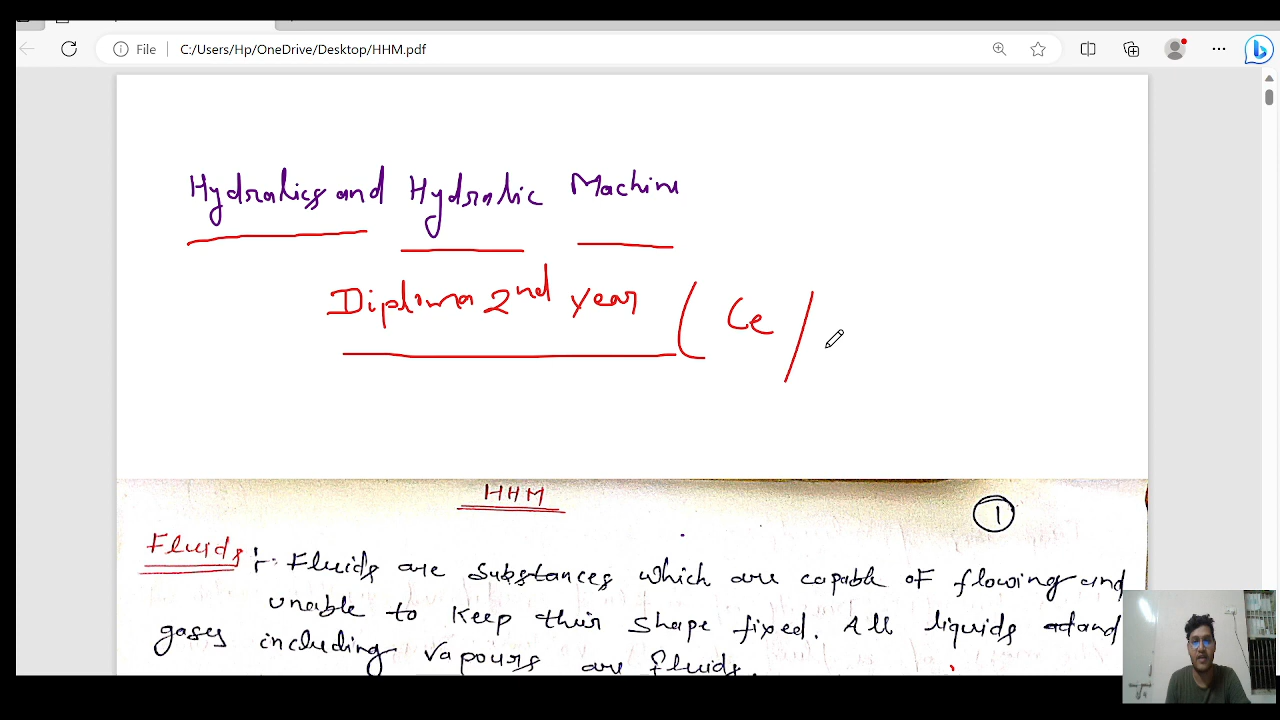 File C:/Users/Hp/OneDrive/Desktop/HHM.pdf
Hydralics and Hydralic Machine
Diploma 2nd year ( Ce /
HHM
1
Fluids :- Fluids are substances which are capable of flowing and
unable to keep their shape fixed. All liquids and
gases including vapours are fluids.